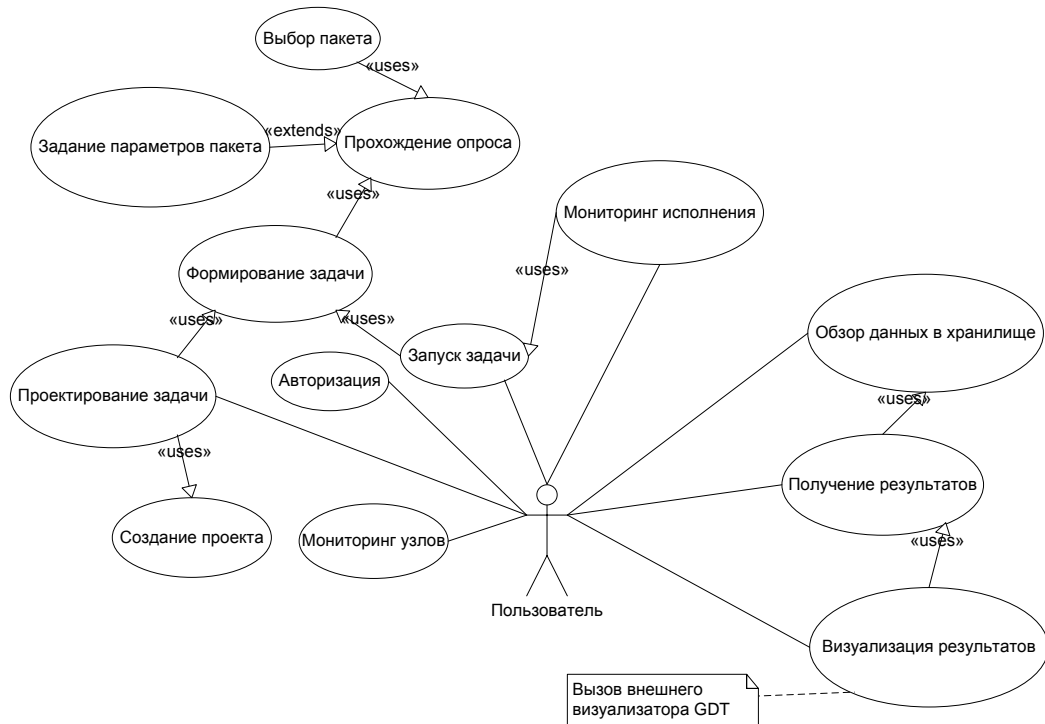 Выбор пакета
«uses»
Задание параметров пакета
«extends»
Прохождение опроса
«uses»
Мониторинг исполнения
Формирование задачи
«uses»
«uses»
«uses»
Обзор данных в хранилище
Запуск задачи
Авторизация
Проектирование задачи
«uses»
«uses»
Получение результатов
Создание проекта
Мониторинг узлов
«uses»
Пользователь
Визуализация результатов
Вызов внешнего
визуализатора GDT